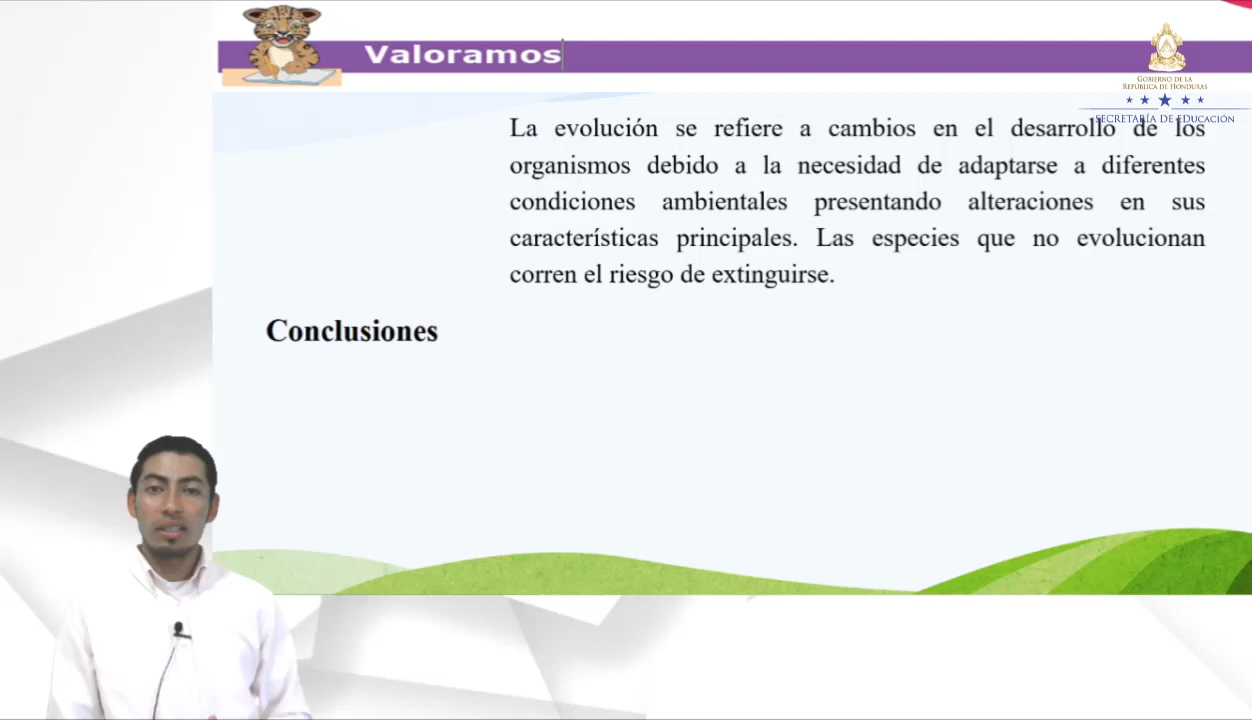 Valoramos
GOBIERNO DE LA
REPÚBLICA DE HONDURAS
SECRETARÍA DE EDUCACIÓN
La evolución se refiere a cambios en el desarrollo de los
organismos debido a la necesidad de adaptarse a diferentes
condiciones ambientales presentando alteraciones en sus
características principales. Las especies que no evolucionan
corren el riesgo de extinguirse.
Conclusiones